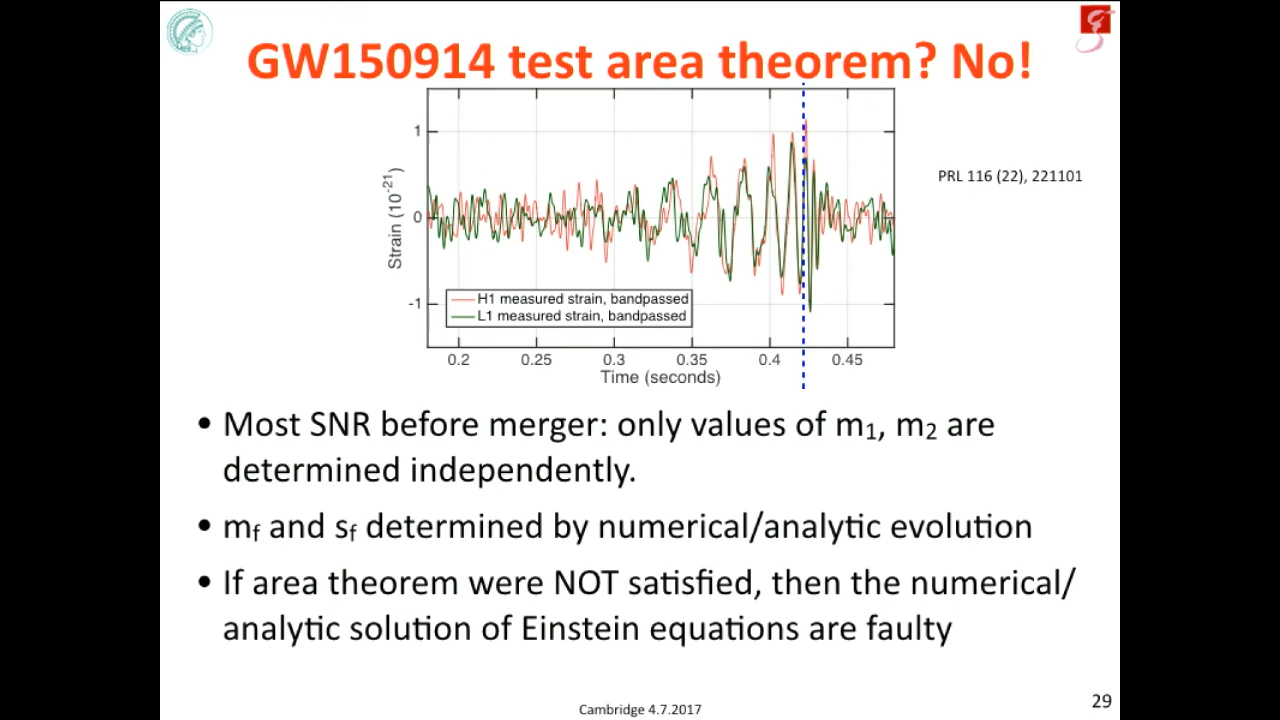 GW150914 test area theorem? No!
1
0
-1
Strain (10-21)
H1 measured strain, bandpassed
L1 measured strain, bandpassed
0.2 0.25 0.3 0.35 0.4 0.45
Time (seconds)
PRL 116 (22), 221101
• Most SNR before merger: only values of m1, m2 are
determined independently.
• mf and sf determined by numerical/analytic evolution
• If area theorem were NOT satisfied, then the numerical/
analytic solution of Einstein equations are faulty
Cambridge 4.7.2017
29